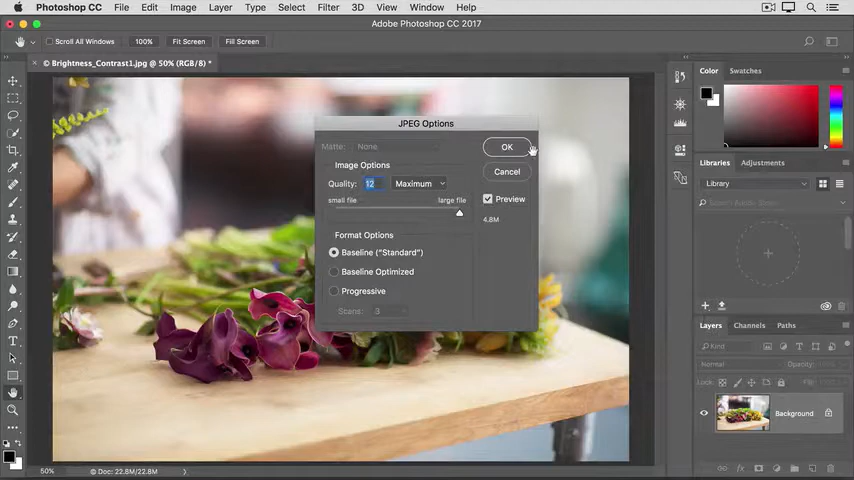 Photoshop CC File Edit Image Layer Type Select Filter 3D View Window Help
Adobe Photoshop CC 2017
Scroll All Windows 100% Fit Screen Fill Screen
× © Brightness_Contrast1.jpg @ 50% (RGB/8) *
Color Swatches
JPEG Options
Matte: None OK
Image Options
Cancel
Quality: 12 Maximum
Preview
small file large file
4.8M
Format Options
Baseline ("Standard")
Baseline Optimized
Progressive
Scans: 3
Libraries Adjustments
Library
Search Adobe Stock
Layers Channels Paths
Kind
Normal Opacity:
Lock: Fill:
Background
50% Doc: 22.8M/22.8M